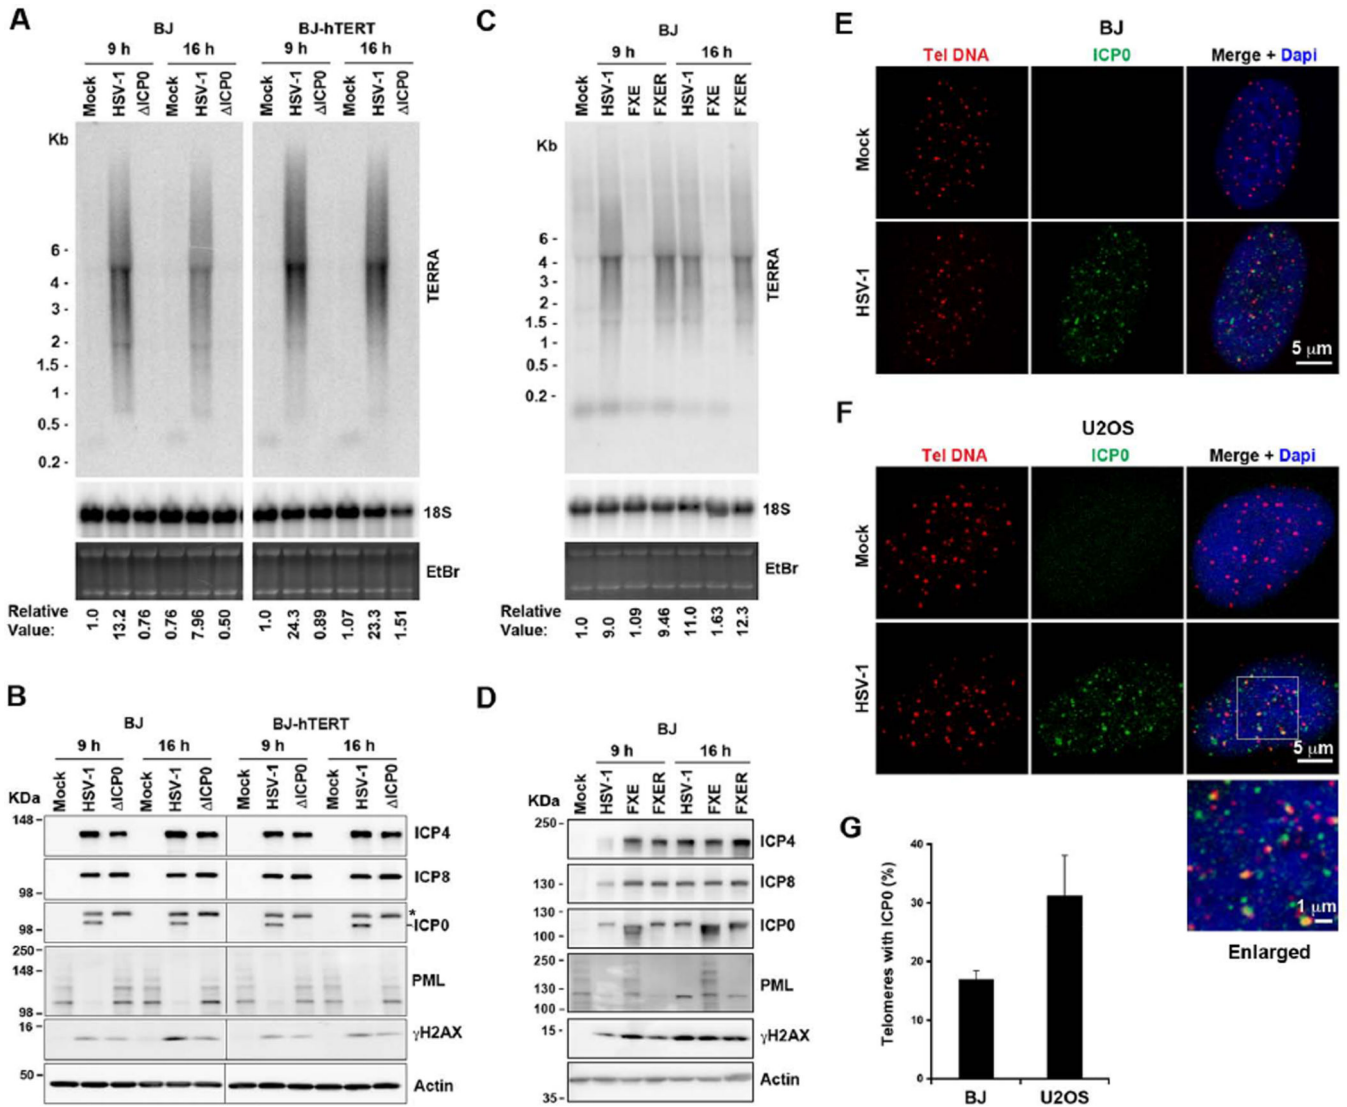 A
BJ
BJ-hTERT
9 h
16 h
9 h
16 h
Mock
HSV-1
ΔICP0
Mock
HSV-1
ΔICP0
Mock
HSV-1
ΔICP0
Mock
HSV-1
ΔICP0
Kb
6 -
4 -
3 -
2 -
1.5 -
1 -
0.5 -
0.2 -
TERRA
18S
EtBr
Relative
Value:
1.0
13.2
0.76
0.76
7.96
0.50
1.0
24.3
0.89
1.07
23.3
1.51
B
BJ
BJ-hTERT
9 h
16 h
9 h
16 h
Mock
HSV-1
ΔICP0
Mock
HSV-1
ΔICP0
Mock
HSV-1
ΔICP0
Mock
HSV-1
ΔICP0
KDa
148 –
ICP4
ICP8
98 –
*
-ICP0
98 –
250 –
148 –
PML
98 –
16 –
γH2AX
50 –
Actin
C
BJ
9 h
16 h
Mock
HSV-1
FXE
FXER
HSV-1
FXE
FXER
Kb
6 -
4 -
3 -
2 -
1.5 -
1 -
0.5 -
0.2 -
TERRA
18S
EtBr
Relative
Value:
1.0
9.0
1.09
9.46
11.0
1.63
12.3
D
BJ
9 h
16 h
Mock
HSV-1
FXE
FXER
HSV-1
FXE
FXER
KDa
250 -
ICP4
130 -
ICP8
130 -
ICP0
100 -
250 -
PML
130 -
100 -
15 -
γH2AX
Actin
35 -
E
BJ
Tel DNA
ICP0
Merge + Dapi
Mock
HSV-1
5 μm
F
U2OS
Tel DNA
ICP0
Merge + Dapi
Mock
HSV-1
5 μm
1 μm
Enlarged
G
Telomeres with ICP0 (%)
40
30
20
10
0
BJ
U2OS